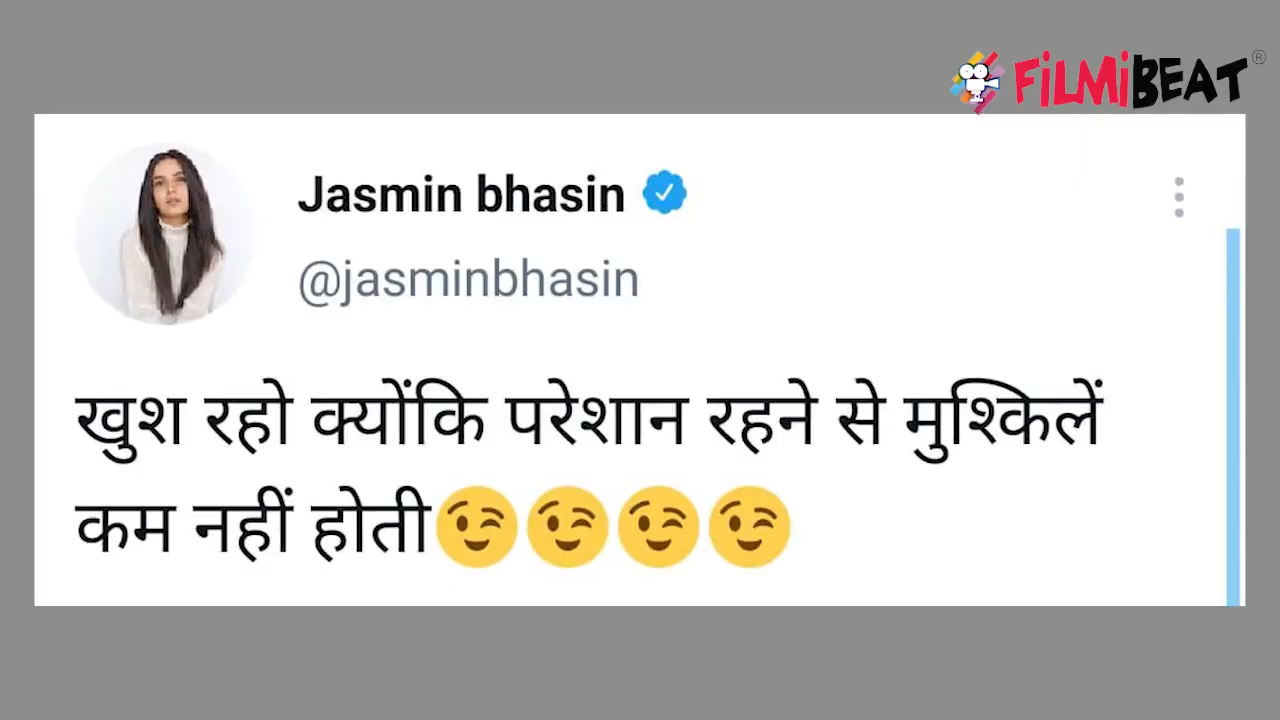 FILMIBEAT®
Jasmin bhasin
@jasminbhasin
खुश रहो क्योंकि परेशान रहने से मुश्किलें
कम नहीं होती😉😉😉😉